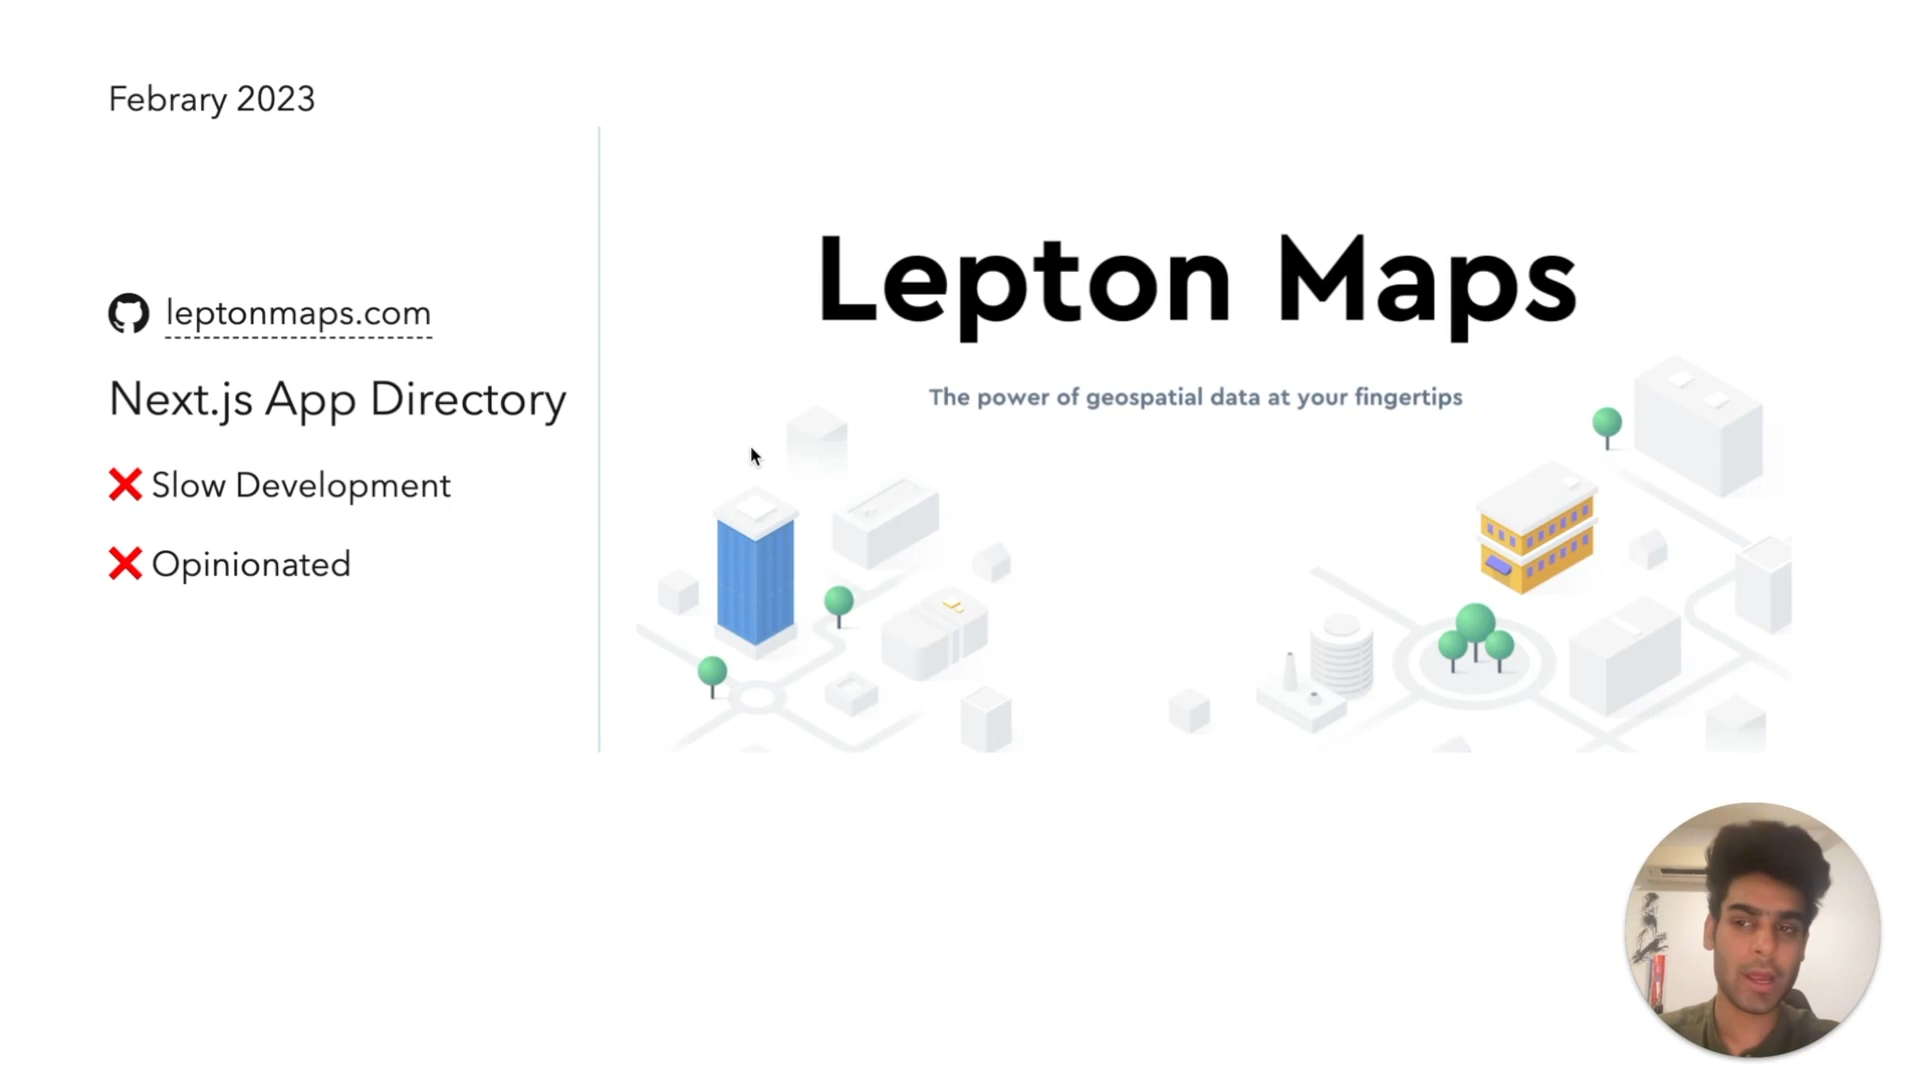 Febrary 2023
leptonmaps.com
Next.js App Directory
❌ Slow Development
❌ Opinionated
Lepton Maps
The power of geospatial data at your fingertips